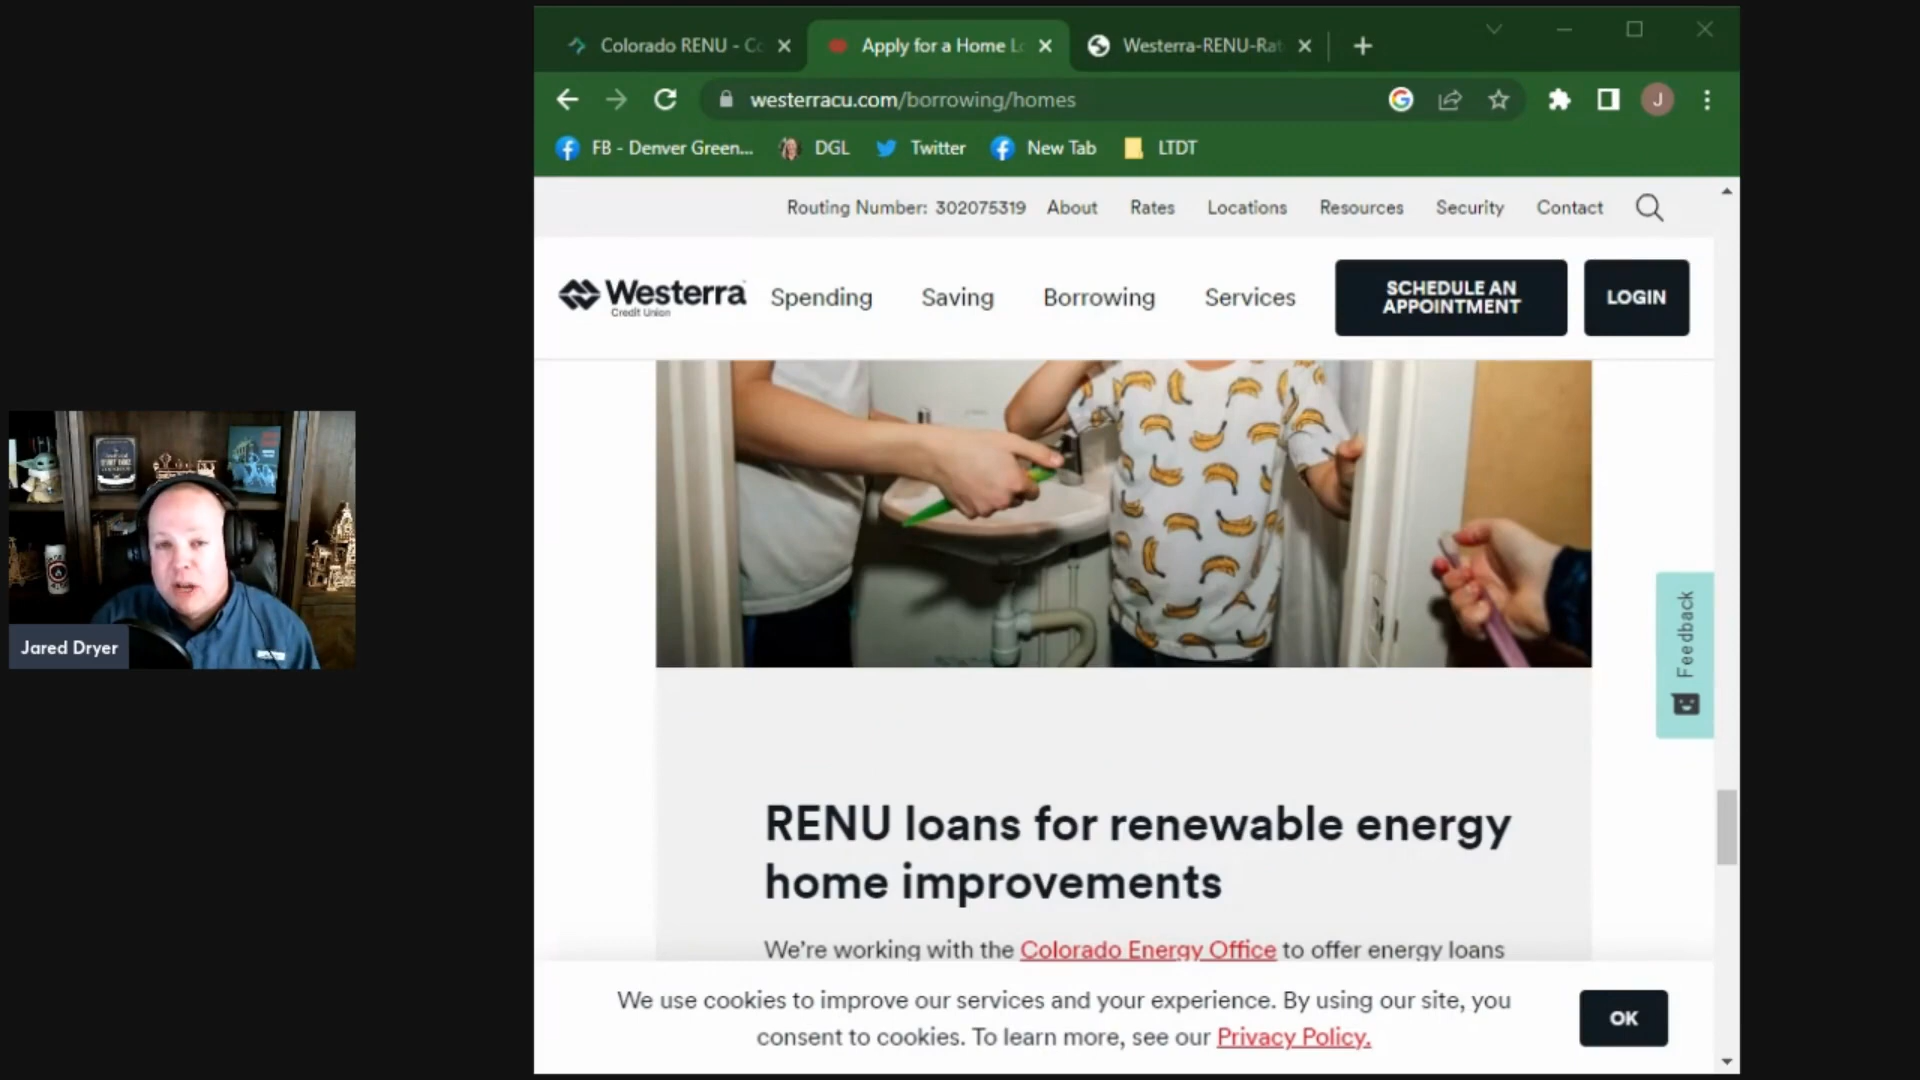 Colorado RENU - Co
Apply for a Home Lo
Westerra-RENU-Rat
westerracu.com/borrowing/homes
J
FB - Denver Green...
DGL
Twitter
New Tab
LTDT
Routing Number: 302075319
About
Rates
Locations
Resources
Security
Contact
Westerra
Credit Union
Spending
Saving
Borrowing
Services
SCHEDULE AN
APPOINTMENT
LOGIN
Jared Dryer
Feedback
RENU loans for renewable energy
home improvements
We're working with the Colorado Energy Office to offer energy loans
We use cookies to improve our services and your experience. By using our site, you
consent to cookies. To learn more, see our Privacy Policy.
OK